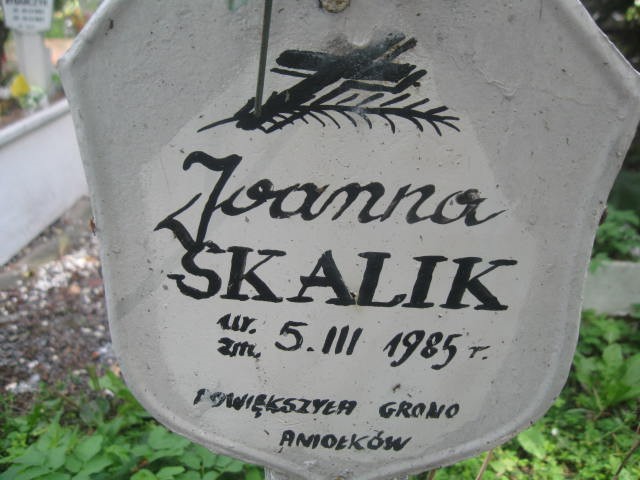 Joanna
SKALIK
ur.
zm. 5.III 1985 r.
POWIĘKSZYŁA GRONO
ANIOŁKÓW